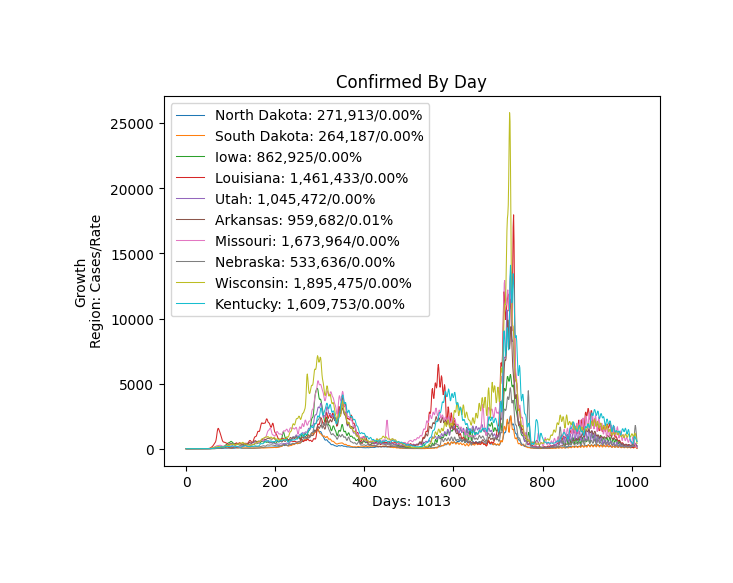 Confirmed By Day
North Dakota: 271,913/0.00%
South Dakota: 264,187/0.00%
Iowa: 862,925/0.00%
Louisiana: 1,461,433/0.00%
Utah: 1,045,472/0.00%
Arkansas: 959,682/0.01%
Missouri: 1,673,964/0.00%
Nebraska: 533,636/0.00%
Wisconsin: 1,895,475/0.00%
Kentucky: 1,609,753/0.00%
Growth
Region: Cases/Rate
25000
20000
15000
10000
5000
0
0 200 400 600 800 1000
Days: 1013